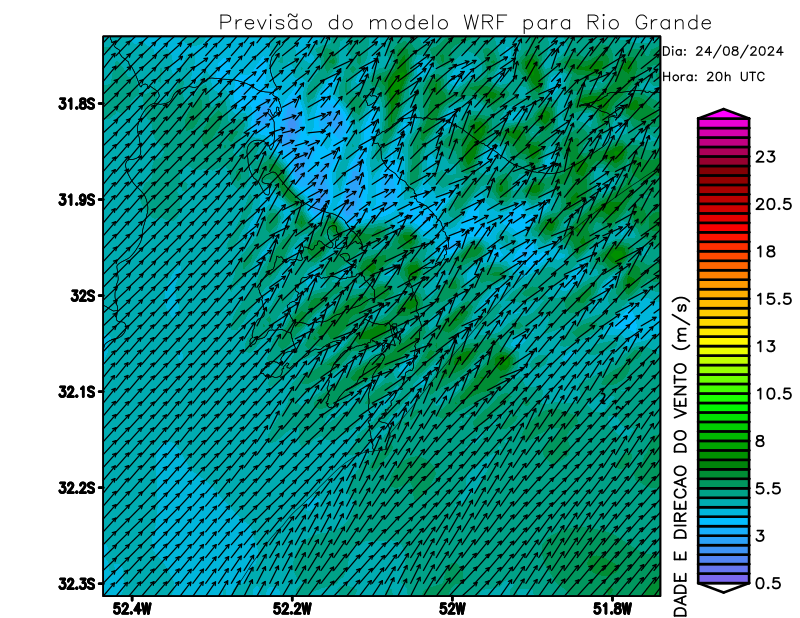 Previsão do modelo WRF para Rio Grande
Dia: 24/08/2024
Hora: 20h UTC
31.8S
31.9S
32S
32.1S
32.2S
32.3S
52.4W
52.2W
52W
51.8W
23
20.5
18
15.5
13
10.5
8
5.5
3
0.5
DADE E DIRECAO DO VENTO (m/s)